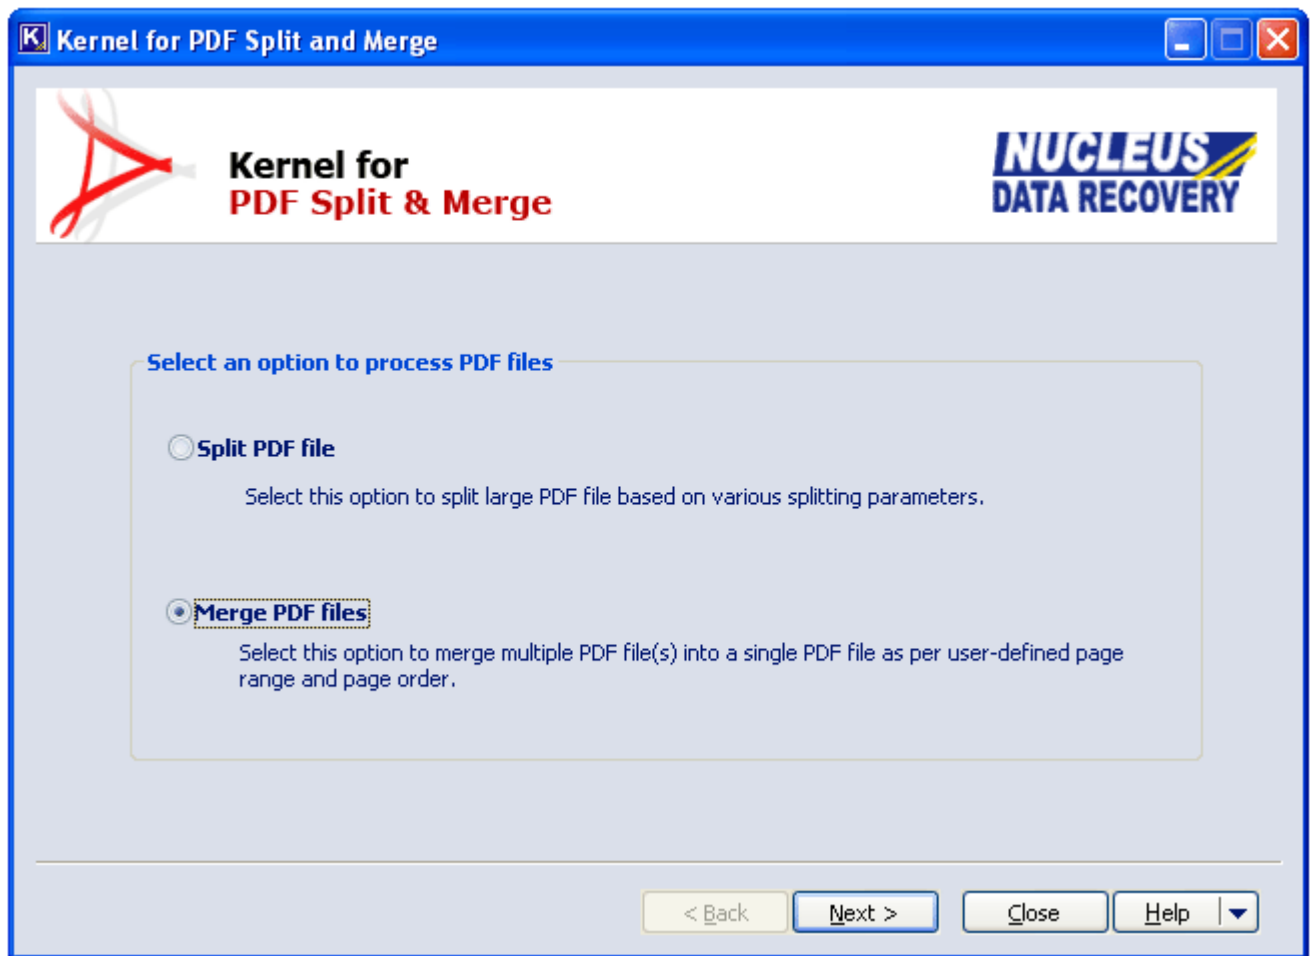 K Kernel for PDF Split and Merge
Kernel for
PDF Split & Merge
NUCLEUS
DATA RECOVERY
Select an option to process PDF files
Split PDF file
Select this option to split large PDF file based on various splitting parameters.
Merge PDF files
Select this option to merge multiple PDF file(s) into a single PDF file as per user-defined page
range and page order.
< Back Next > Close Help